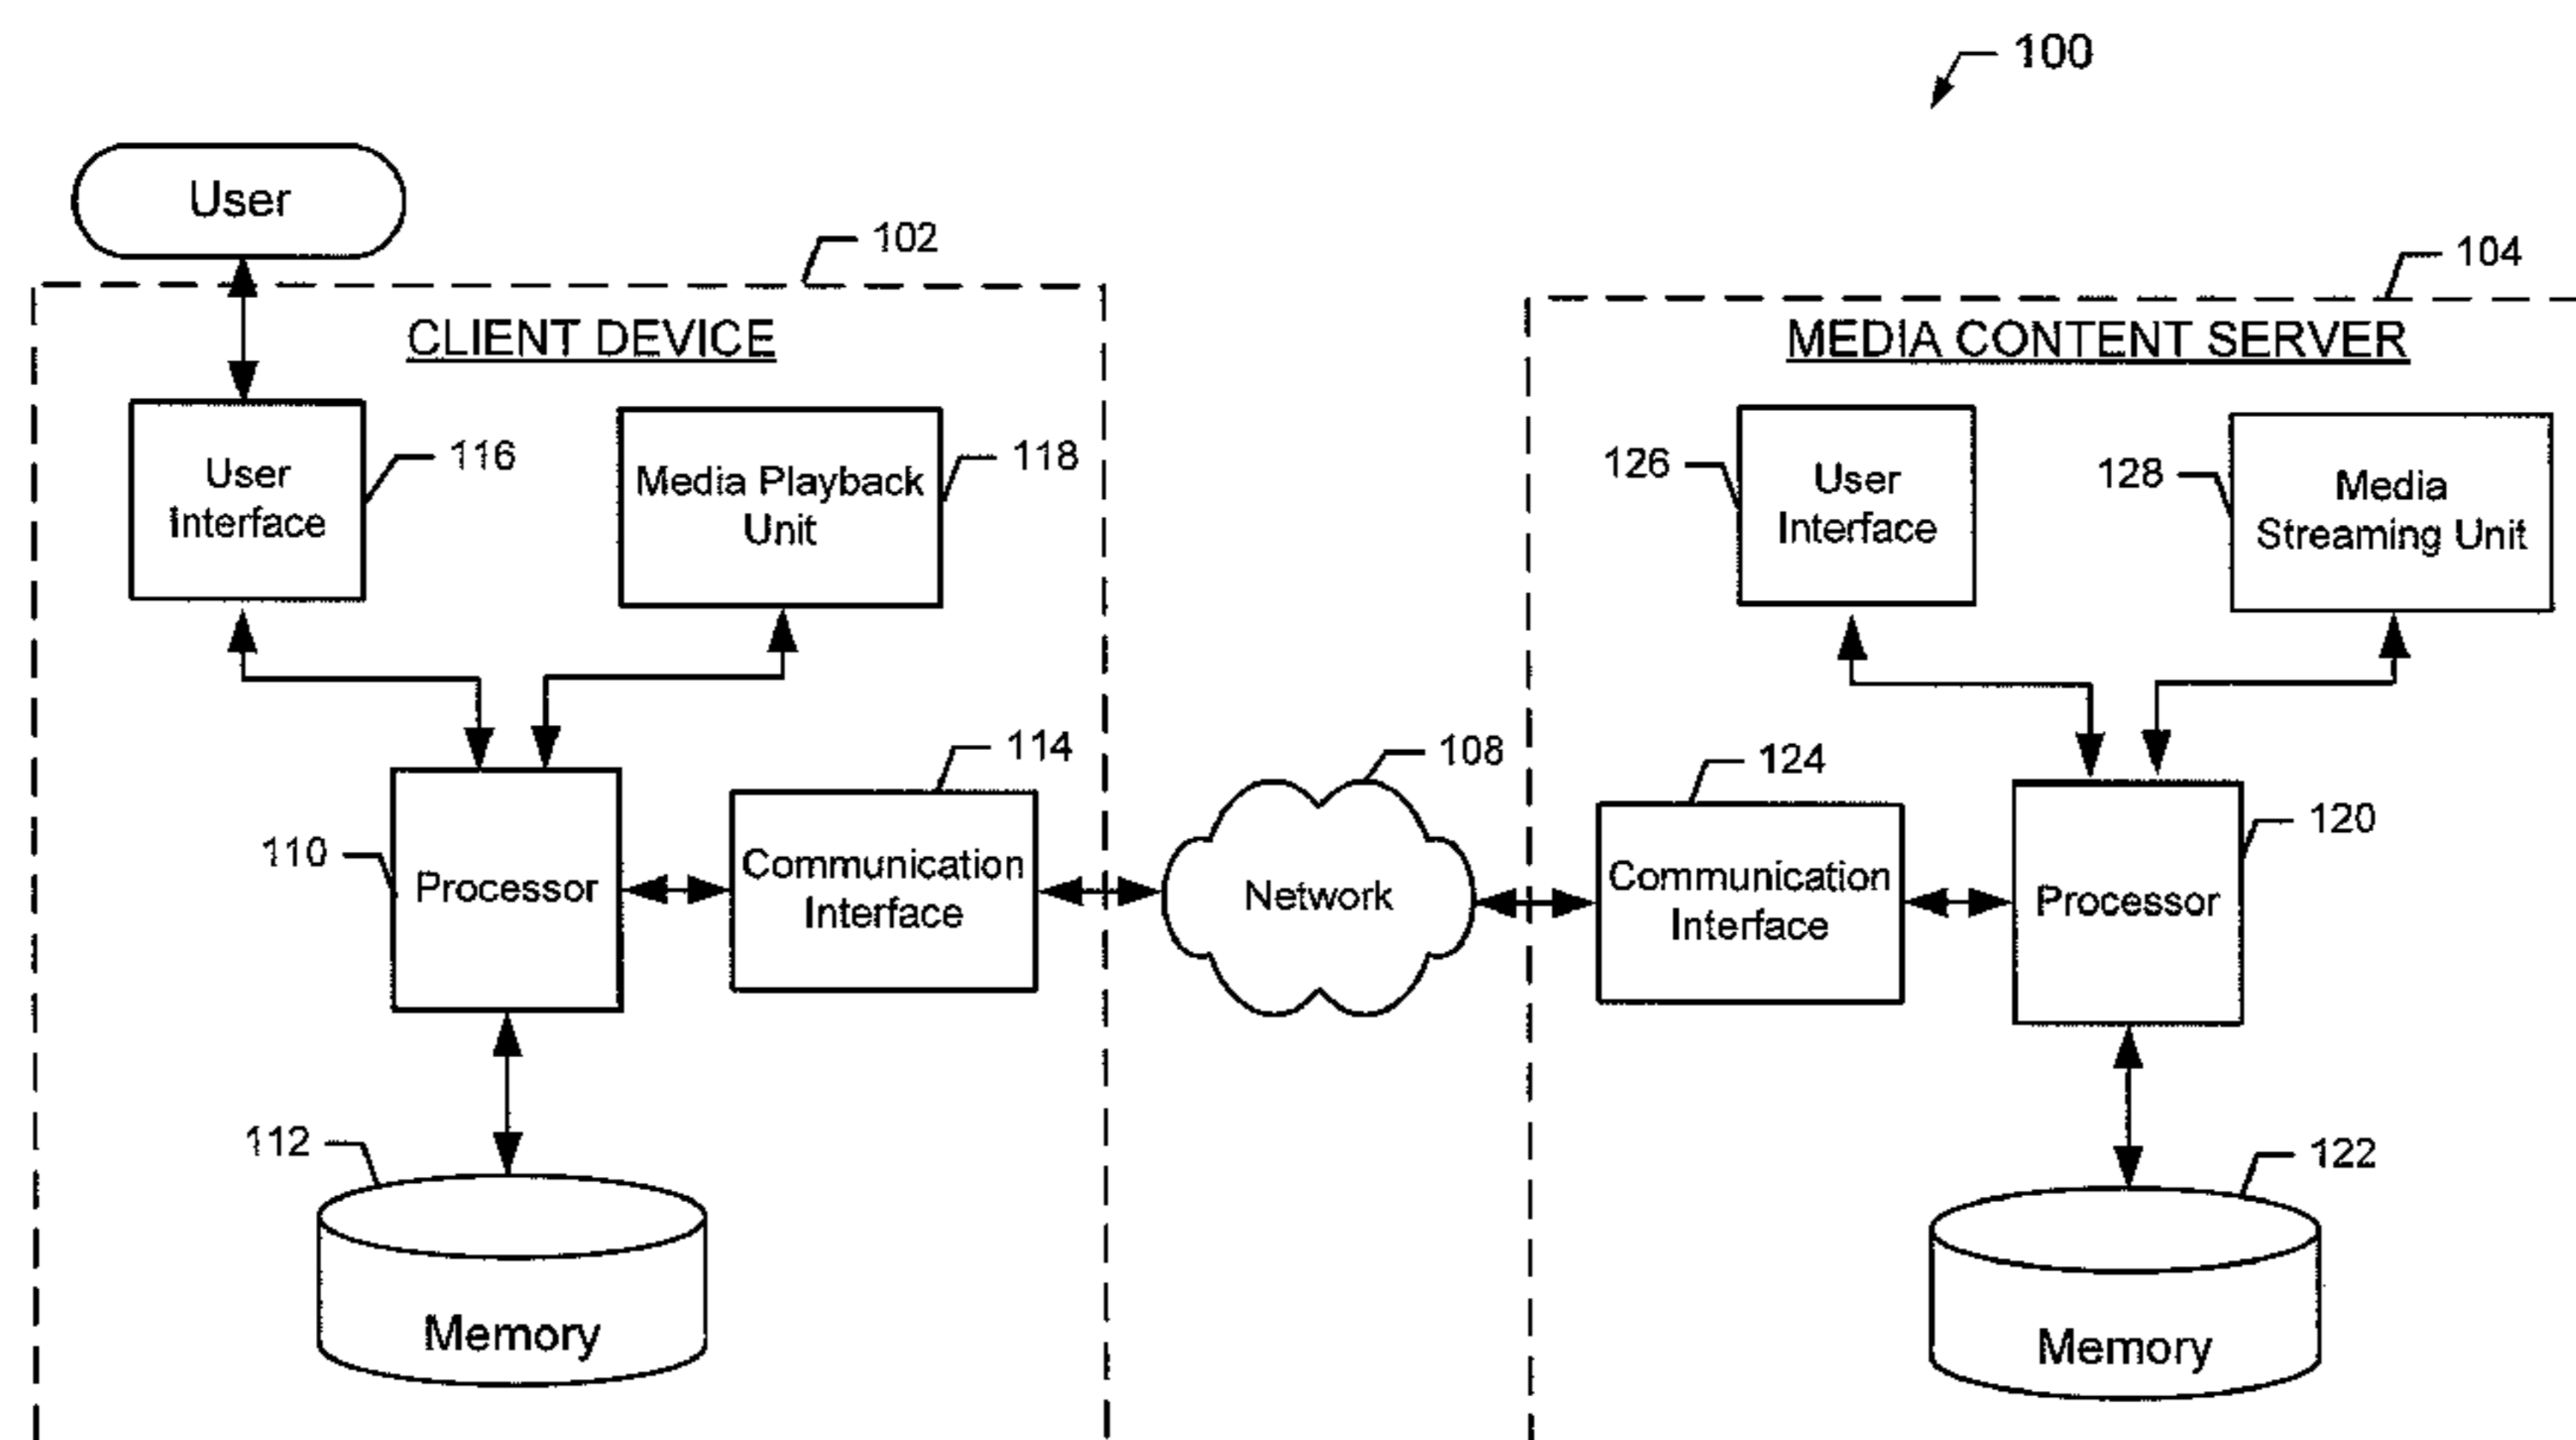 100
User
102
104
CLIENT DEVICE
MEDIA CONTENT SERVER
User
Interface
116
Media Playback
Unit
118
126
User
Interface
128
Media
Streaming Unit
110
Processor
114
Communication
Interface
108
Network
124
Communication
Interface
120
Processor
112
Memory
122
Memory